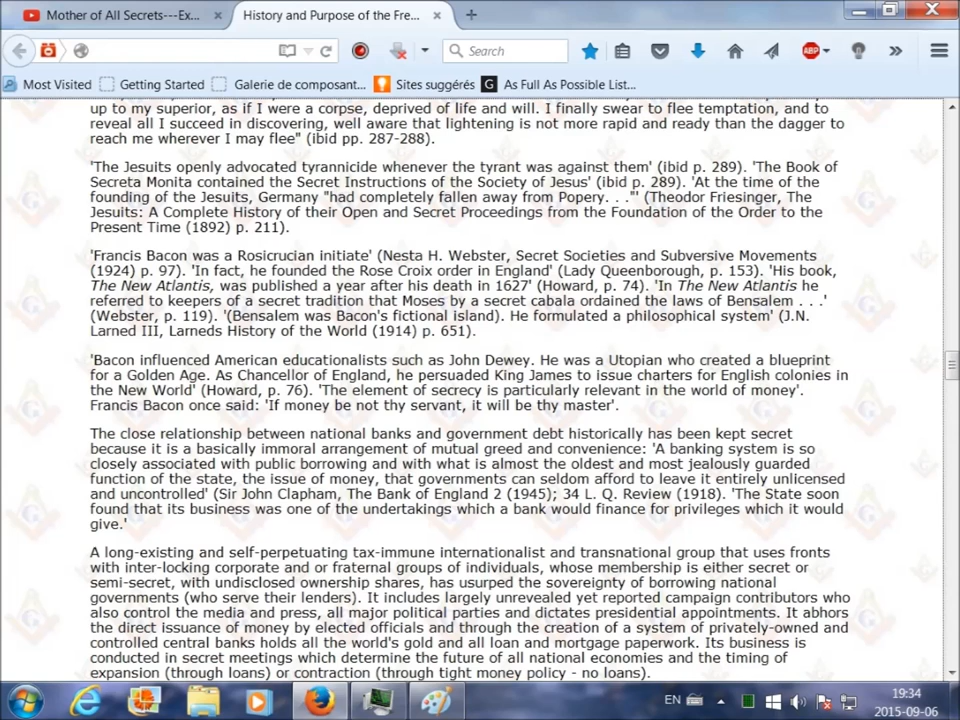 Mother of All Secrets---Ex...
History and Purpose of the Fre...
Search
ABP
Most Visited
Getting Started
Galerie de composant...
Sites suggérés
G
As Full As Possible List...
up to my superior, as if I were a corpse, deprived of life and will. I finally swear to flee temptation, and to
reveal all I succeed in discovering, well aware that lightening is not more rapid and ready than the dagger to
reach me wherever I may flee" (ibid pp. 287-288).
'The Jesuits openly advocated tyrannicide whenever the tyrant was against them' (ibid p. 289). 'The Book of
Secreta Monita contained the Secret Instructions of the Society of Jesus' (ibid p. 289). 'At the time of the
founding of the Jesuits, Germany "had completely fallen away from Popery. . ."' (Theodor Friesinger, The
Jesuits: A Complete History of their Open and Secret Proceedings from the Foundation of the Order to the
Present Time (1892) p. 211).
'Francis Bacon was a Rosicrucian initiate' (Nesta H. Webster, Secret Societies and Subversive Movements
(1924) p. 97). 'In fact, he founded the Rose Croix order in England' (Lady Queenborough, p. 153). 'His book,
The New Atlantis, was published a year after his death in 1627' (Howard, p. 74). 'In The New Atlantis he
referred to keepers of a secret tradition that Moses by a secret cabala ordained the laws of Bensalem . . .'
(Webster, p. 119). '(Bensalem was Bacon's fictional island). He formulated a philosophical system' (J.N.
Larned III, Larneds History of the World (1914) p. 651).
'Bacon influenced American educationalists such as John Dewey. He was a Utopian who created a blueprint
for a Golden Age. As Chancellor of England, he persuaded King James to issue charters for English colonies in
the New World' (Howard, p. 76). 'The element of secrecy is particularly relevant in the world of money'.
Francis Bacon once said: 'If money be not thy servant, it will be thy master'.
The close relationship between national banks and government debt historically has been kept secret
because it is a basically immoral arrangement of mutual greed and convenience: 'A banking system is so
closely associated with public borrowing and with what is almost the oldest and most jealously guarded
function of the state, the issue of money, that governments can seldom afford to leave it entirely unlicensed
and uncontrolled' (Sir John Clapham, The Bank of England 2 (1945); 34 L. Q. Review (1918). 'The State soon
found that its business was one of the undertakings which a bank would finance for privileges which it would
give.'
A long-existing and self-perpetuating tax-immune internationalist and transnational group that uses fronts
with inter-locking corporate and or fraternal groups of individuals, whose membership is either secret or
semi-secret, with undisclosed ownership shares, has usurped the sovereignty of borrowing national
governments (who serve their lenders). It includes largely unrevealed yet reported campaign contributors who
also control the media and press, all major political parties and dictates presidential appointments. It abhors
the direct issuance of money by elected officials and through the creation of a system of privately-owned and
controlled central banks holds all the world's gold and all loan and mortgage paperwork. Its business is
conducted in secret meetings which determine the future of all national economies and the timing of
expansion (through loans) or contraction (through tight money policy - no loans).
EN
19:34
2015-09-06